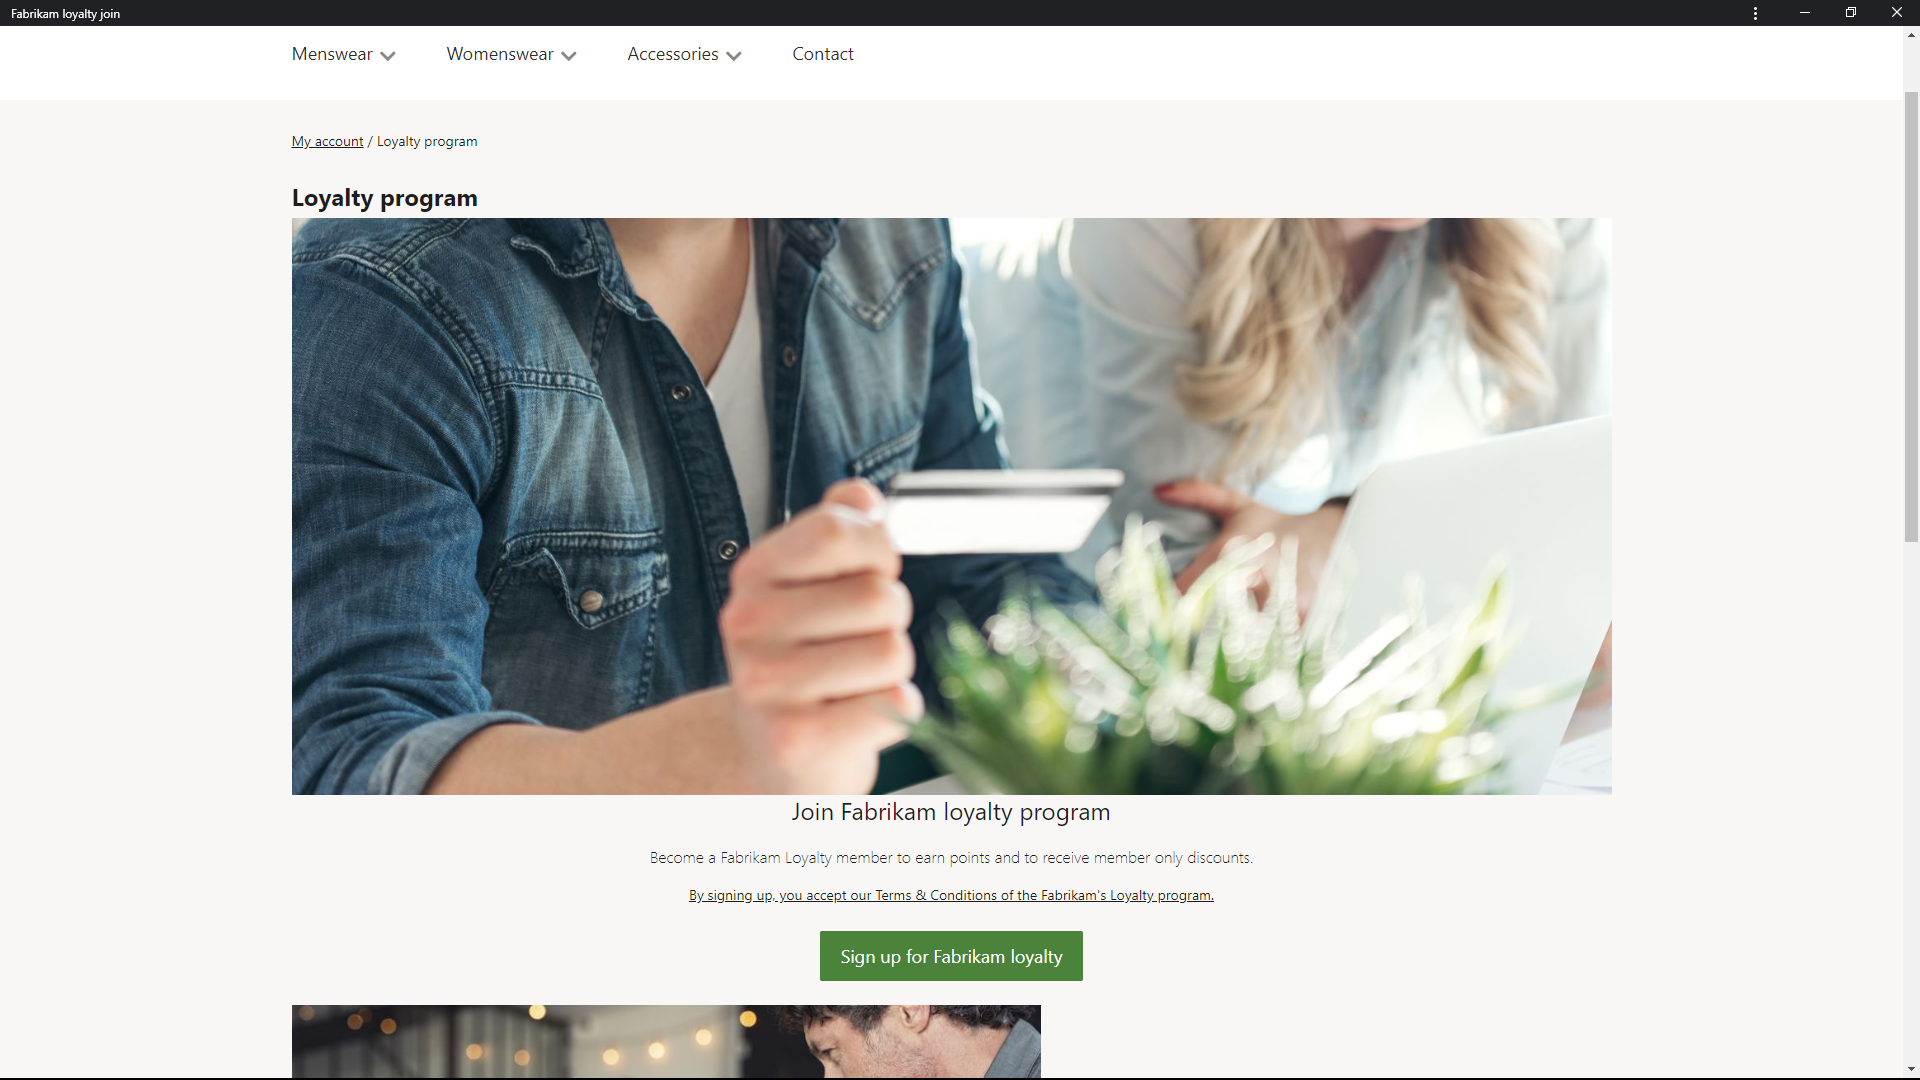 Fabrikam loyalty join
Menswear Womenswear Accessories Contact
My account / Loyalty program
Loyalty program
Join Fabrikam loyalty program
Become a Fabrikam Loyalty member to earn points and to receive member only discounts.
By signing up, you accept our Terms & Conditions of the Fabrikam's Loyalty program.
Sign up for Fabrikam loyalty